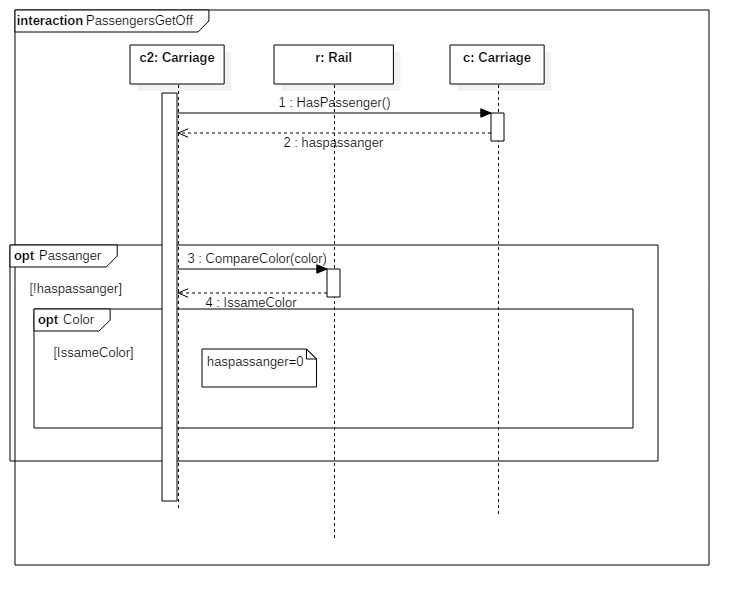 interaction PassengersGetOff
c2: Carriage
r: Rail
c: Carriage
1 : HasPassenger()
2 : haspassanger
opt Passanger
3 : CompareColor(color)
[!haspassanger]
4 : IssameColor
opt Color
[IssameColor]
haspassanger=0